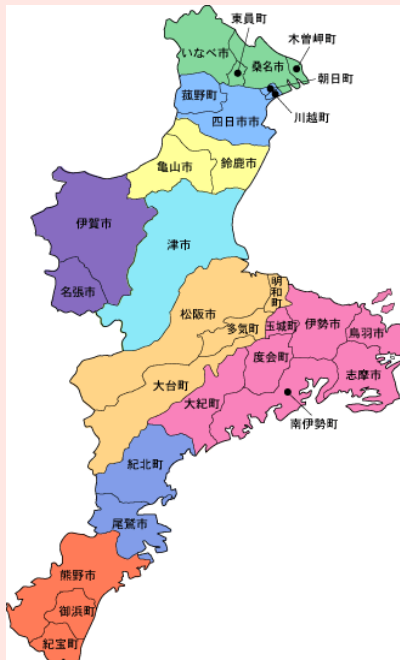 東員町
木曽岬町
いなべ市
桑名市
朝日町
菰野町
川越町
四日市市
亀山市
鈴鹿市
伊賀市
津市
名張市
明和町
松阪市
多気町
玉城町
伊勢市
鳥羽市
度会町
大台町
志摩市
大紀町
南伊勢町
紀北町
尾鷲市
熊野市
御浜町
紀宝町